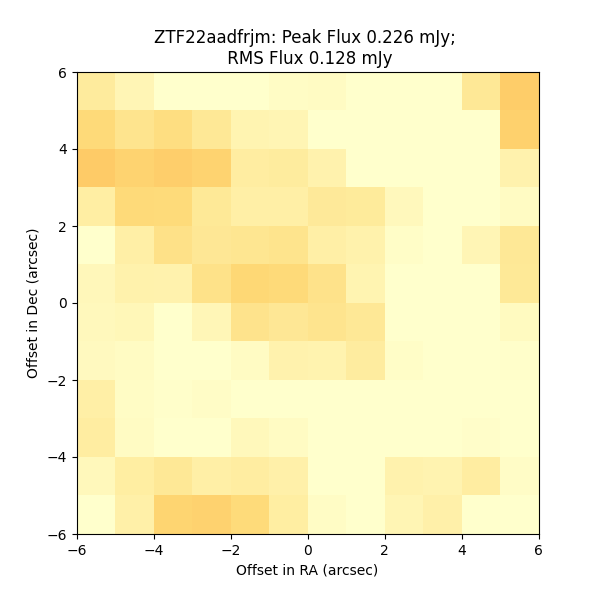 ZTF22aadfrjm: Peak Flux 0.226 mJy;
RMS Flux 0.128 mJy
6
4
2
0
−2
−4
−6
Offset in Dec (arcsec)
−6 −4 −2 0 2 4 6
Offset in RA (arcsec)